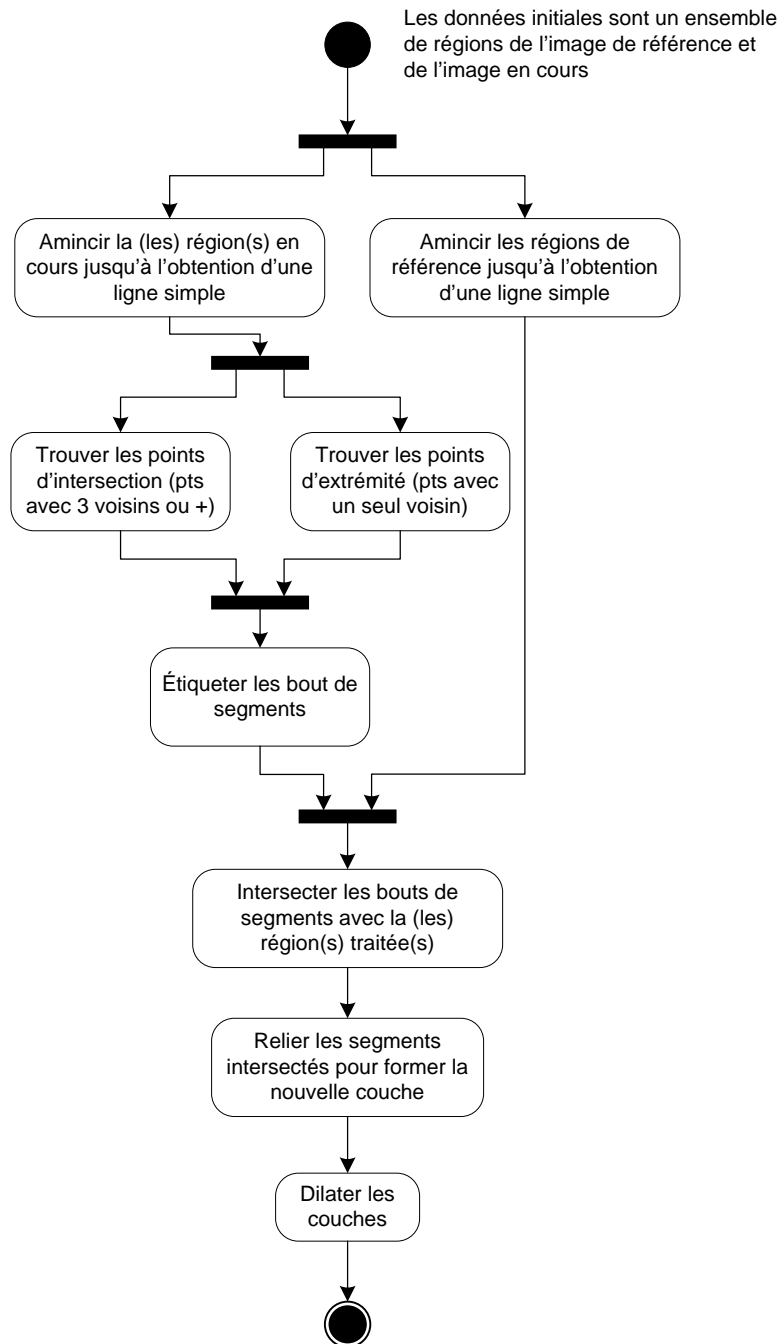 Les données initiales sont un ensemble
de régions de l'image de référence et
de l'image en cours
Amincir la (les) région(s) en
cours jusqu'à l'obtention d'une
ligne simple
Amincir les régions de
référence jusqu'à l'obtention
d'une ligne simple
Trouver les points
d'intersection (pts
avec 3 voisins ou +)
Trouver les points
d'extrémité (pts avec
un seul voisin)
Étiqueter les bout de
segments
Intersecter les bouts de
segments avec la (les)
région(s) traitée(s)
Relier les segments
intersectés pour former la
nouvelle couche
Dilater les
couches